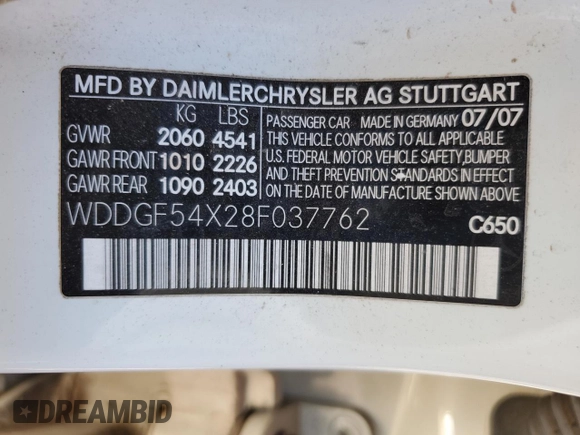 MFD BY DAIMLERCHRYSLER AG STUTTGART
KG LBS
GVWR 2060 4541
GAWR FRONT 1010 2226
GAWR REAR 1090 2403
PASSENGER CAR MADE IN GERMANY 07/07
THIS VEHICLE CONFORMS TO ALL APPLICABLE
U.S. FEDERAL MOTOR VEHICLE SAFETY, BUMPER
AND THEFT PREVENTION STANDARDS IN EFFECT
ON THE DATE OF MANUFACTURE SHOWN ABOVE.
WDDGF54X28F037762 C650
DREAMBID